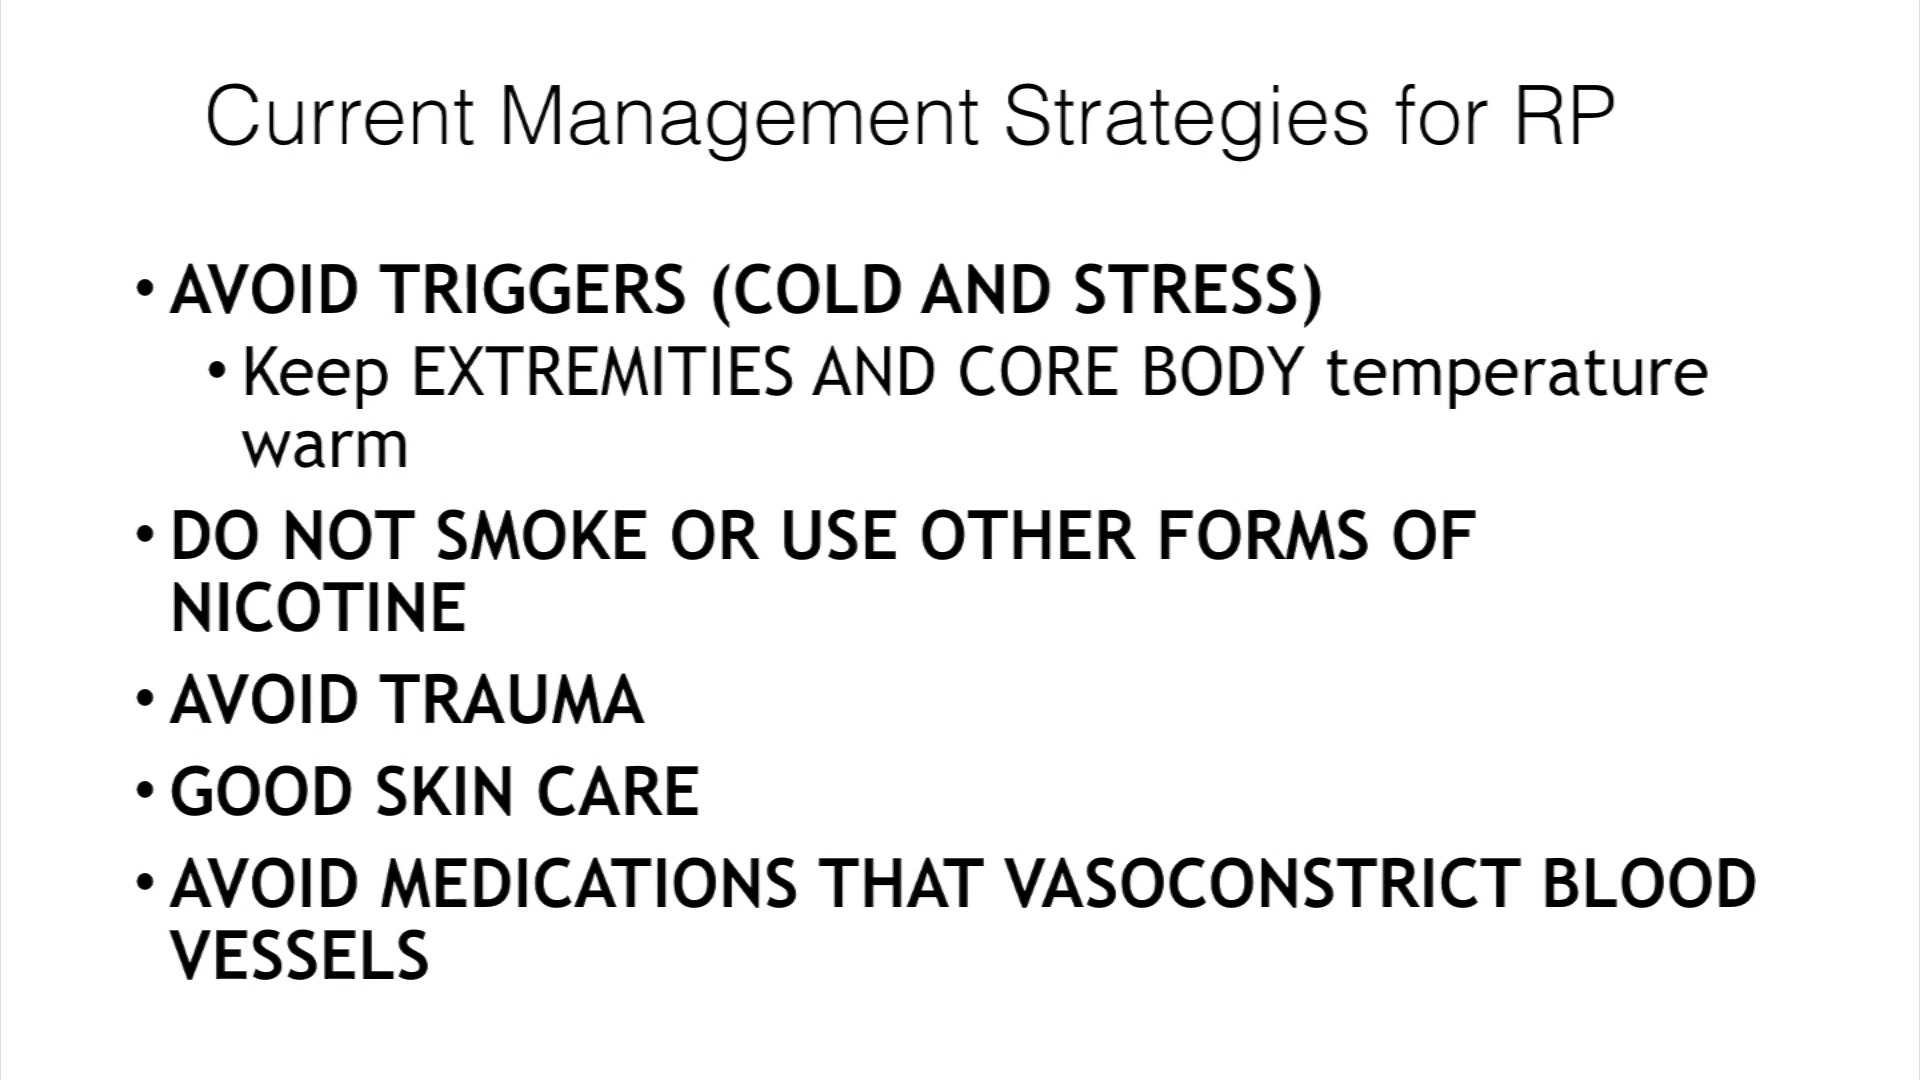 Current Management Strategies for RP
• AVOID TRIGGERS (COLD AND STRESS)
• Keep EXTREMITIES AND CORE BODY temperature
warm
• DO NOT SMOKE OR USE OTHER FORMS OF
NICOTINE
• AVOID TRAUMA
• GOOD SKIN CARE
• AVOID MEDICATIONS THAT VASOCONSTRICT BLOOD
VESSELS